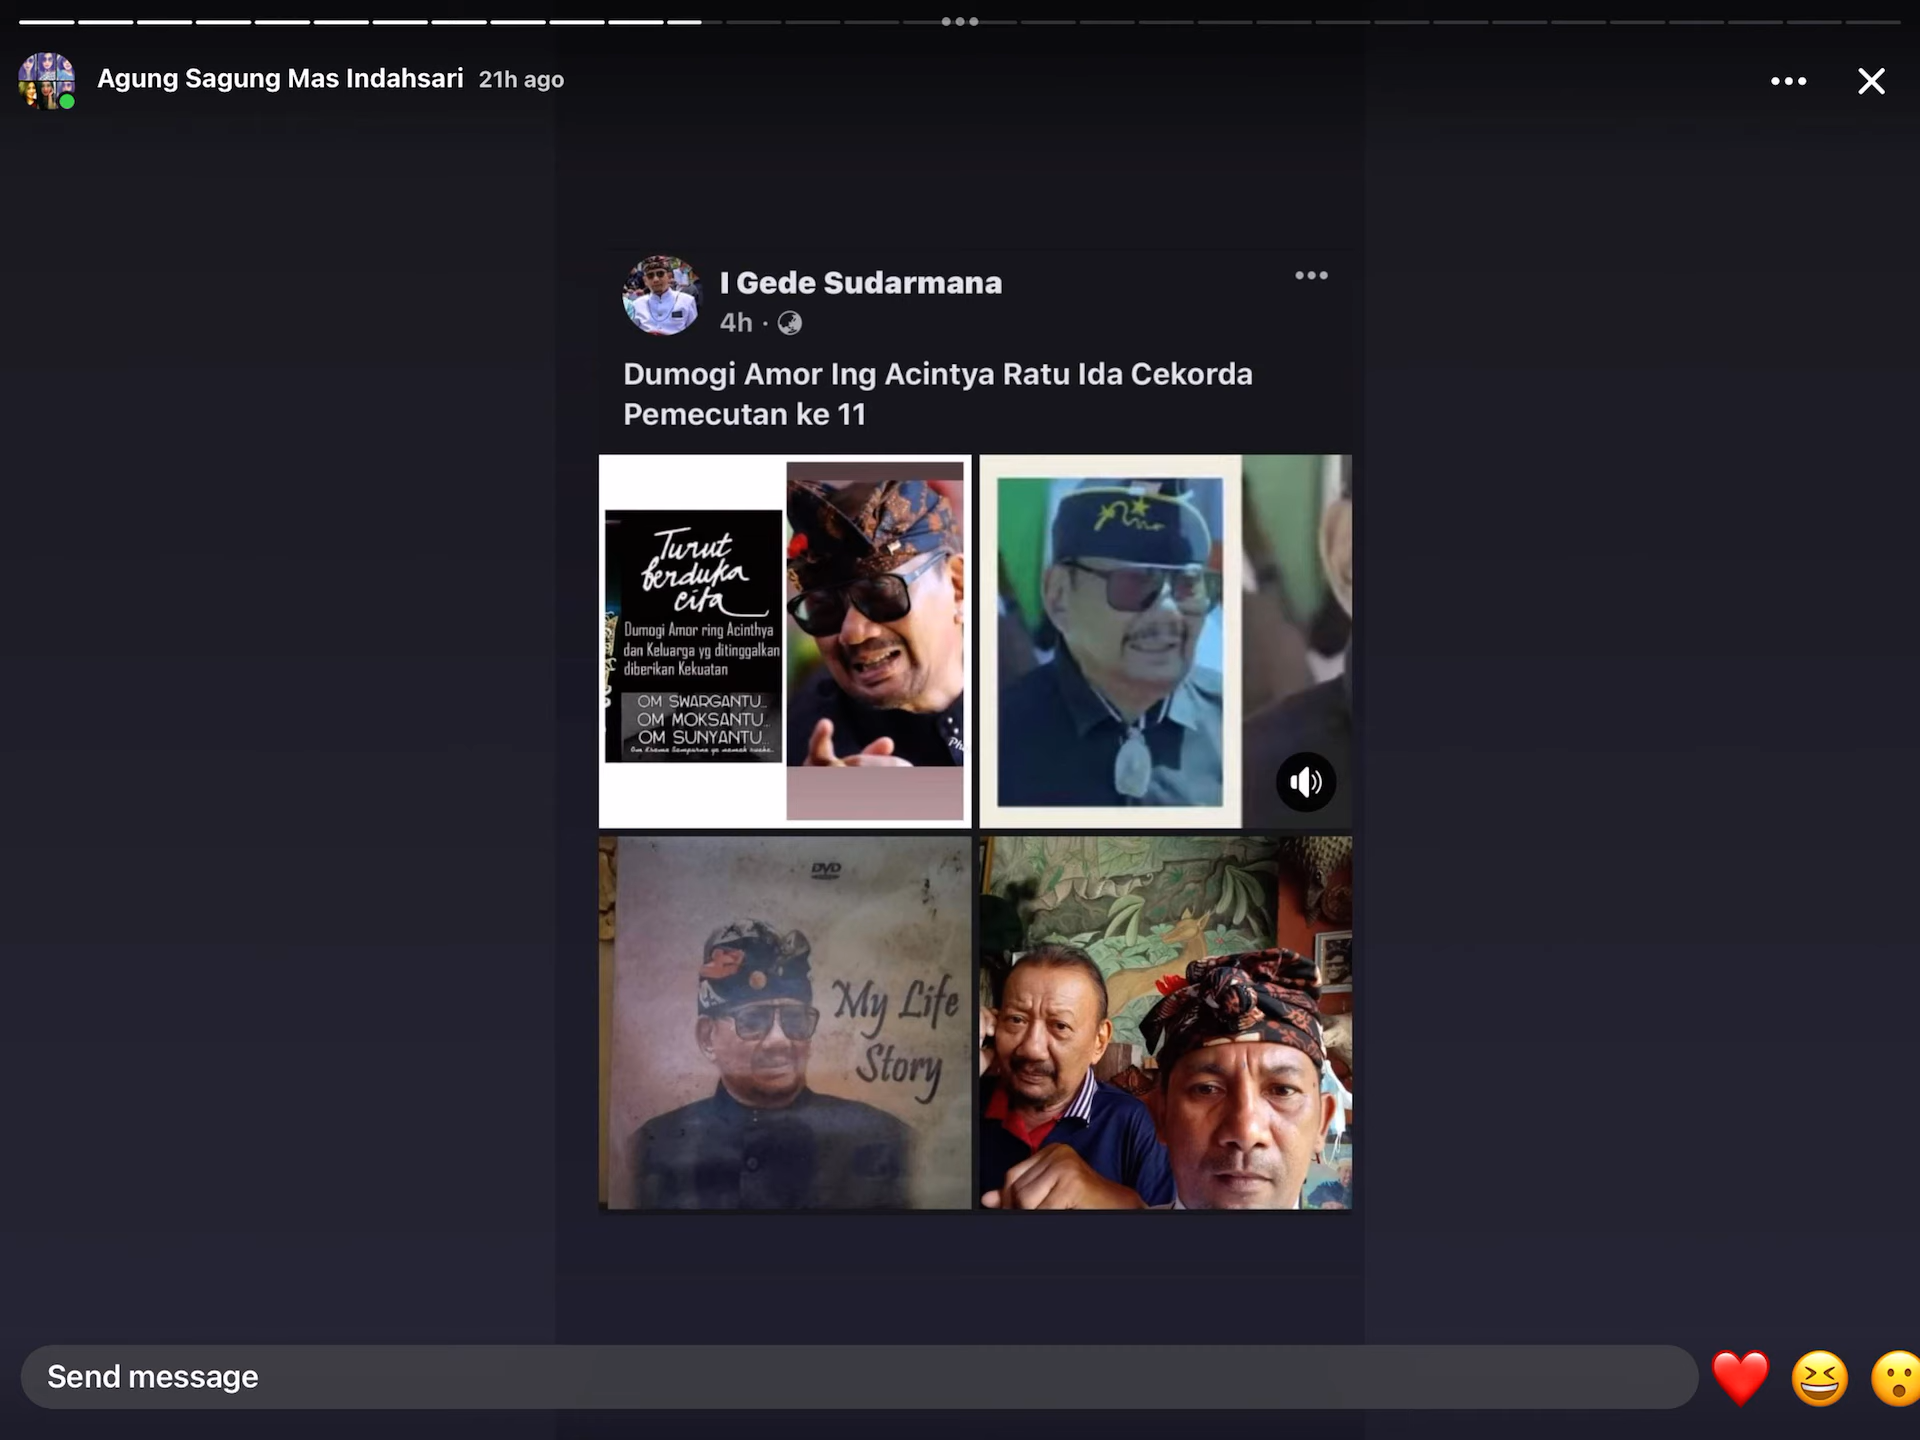 Agung Sagung Mas Indahsari 21h ago
I Gede Sudarmana
4h ·
Dumogi Amor Ing Acintya Ratu Ida Cekorda
Pemecutan ke 11
Turut
berduka
cita
Dumogi Amor ring Acinthya
dan Keluarga yg ditinggalkan
diberikan Kekuatan
OM SWARGANTU...
OM MOKSANTU...
OM SUNYANTU...
DVD
My Life
Story
Send message